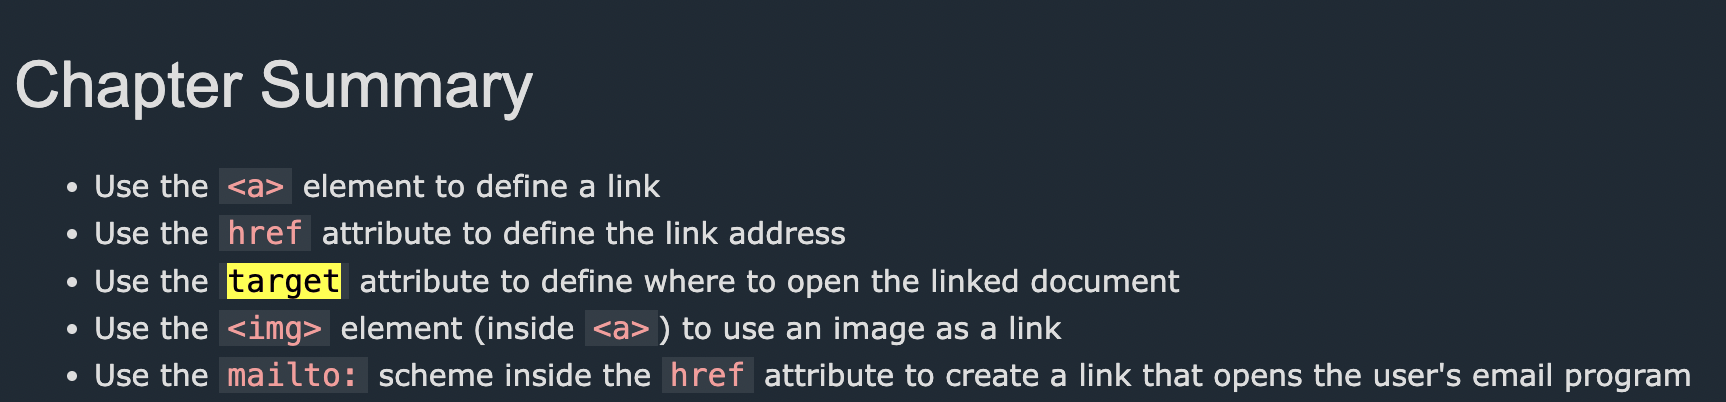 Chapter Summary
• Use the <a> element to define a link
• Use the href attribute to define the link address
• Use the target attribute to define where to open the linked document
• Use the <img> element (inside <a>) to use an image as a link
• Use the mailto: scheme inside the href attribute to create a link that opens the user's email program